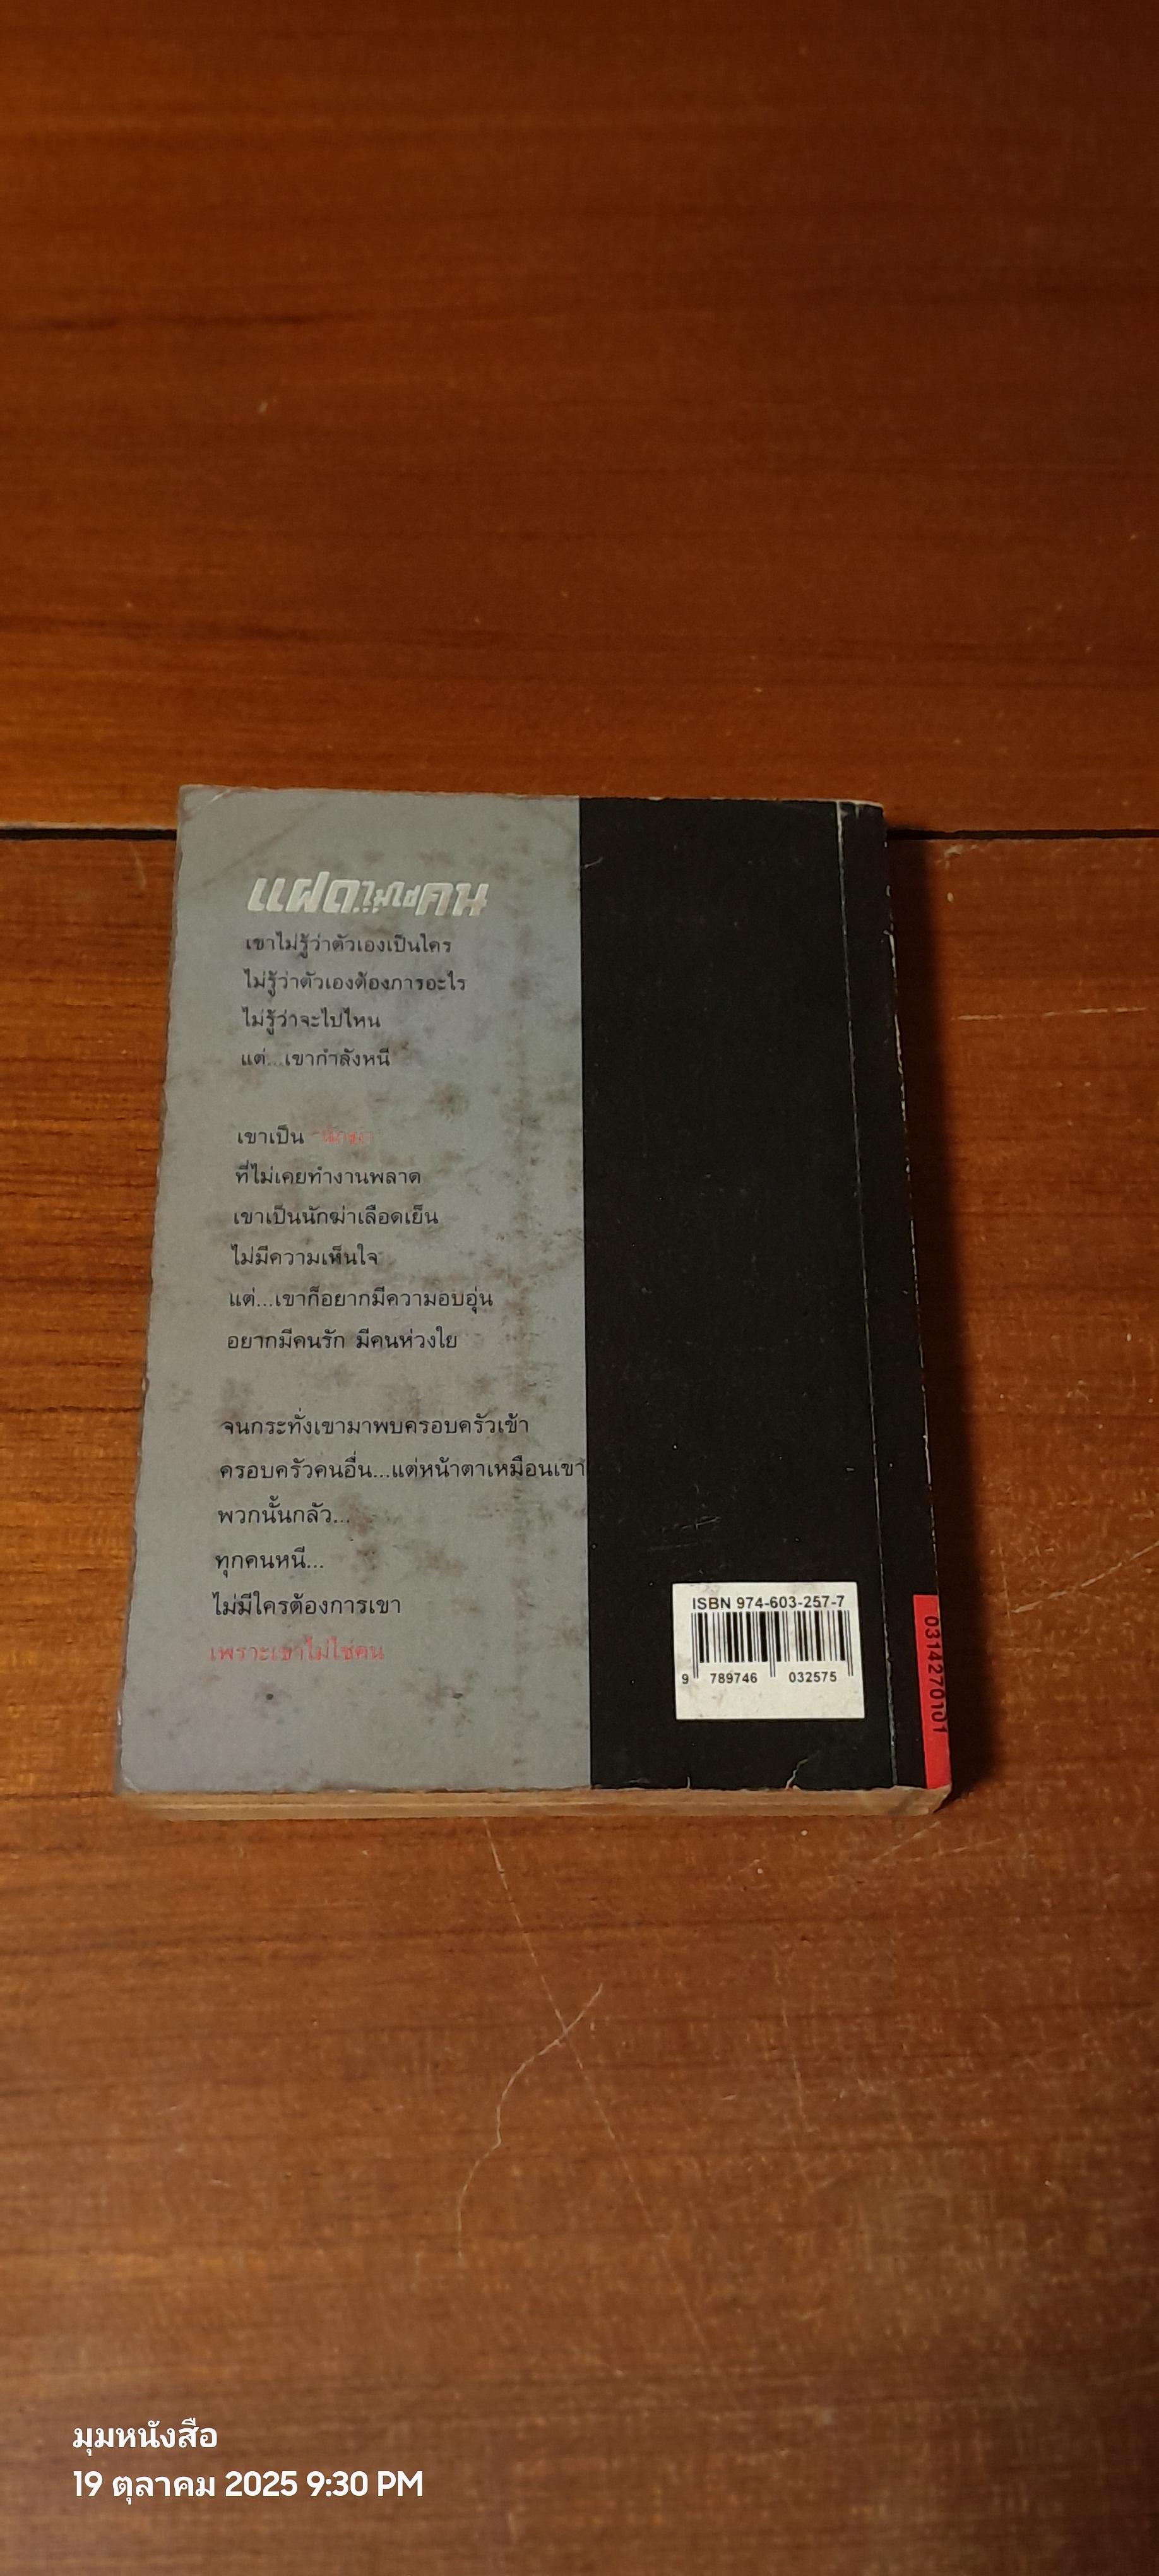 แฝด...ไม่ใช่คน
เขาไม่รู้ว่าตัวเองเป็นใคร
ไม่รู้ว่าตัวเองต้องการอะไร
ไม่รู้ว่าจะไปไหน
แต่...เขากำลังหนี
เขาเป็น
ที่ไม่เคยทำงานพลาด
เขาเป็นนักฆ่าเลือดเย็น
ไม่มีความเห็นใจ
แต่...เขาก็อยากมีความอบอุ่น
อยากมีคนรัก มีคนห่วงใย
จนกระทั่งเขามาพบครอบครัวเข้า
ครอบครัวคนอื่น...แต่หน้าตาเหมือนเขา
พวกนั้นกลัว...
ทุกคนหนี...
ไม่มีใครต้องการเขา
เพราะเขาไม่ใช่คน
ISBN 974-603-257-7
9 789746 032575
0314270101
มุมหนังสือ
19 ตุลาคม 2025 9:30 PM